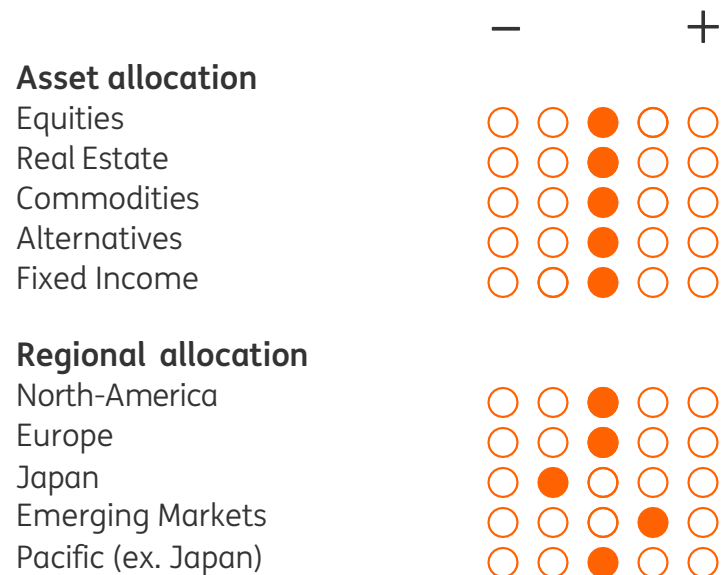 − +
Asset allocation
Equities
Real Estate
Commodities
Alternatives
Fixed Income
Regional allocation
North-America
Europe
Japan
Emerging Markets
Pacific (ex. Japan)